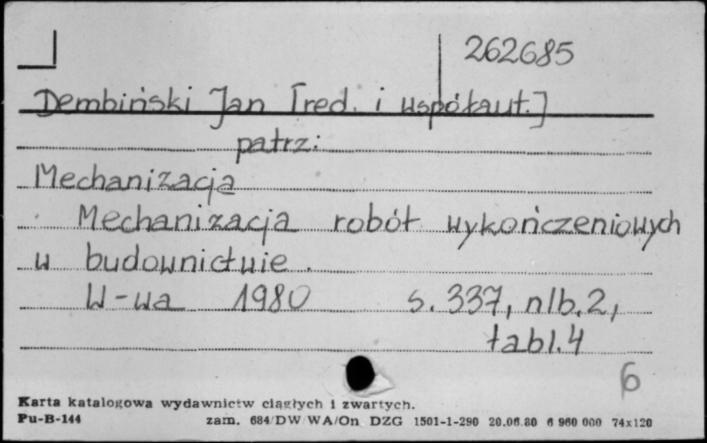 262685
Dembiński Jan [red. i współaut.]
patrz:
Mechanizacja
Mechanizacja robót wykończeniowych
w budownictwie.
W-wa 1980 s. 337, nlb. 2,
tabl. 4
6
Karta katalogowa wydawnictw ciągłych i zwartych.
Pu-B-144 zam. 684/DW WA/On DZG 1501-1-290 20.06.80 6 960 000 74x120